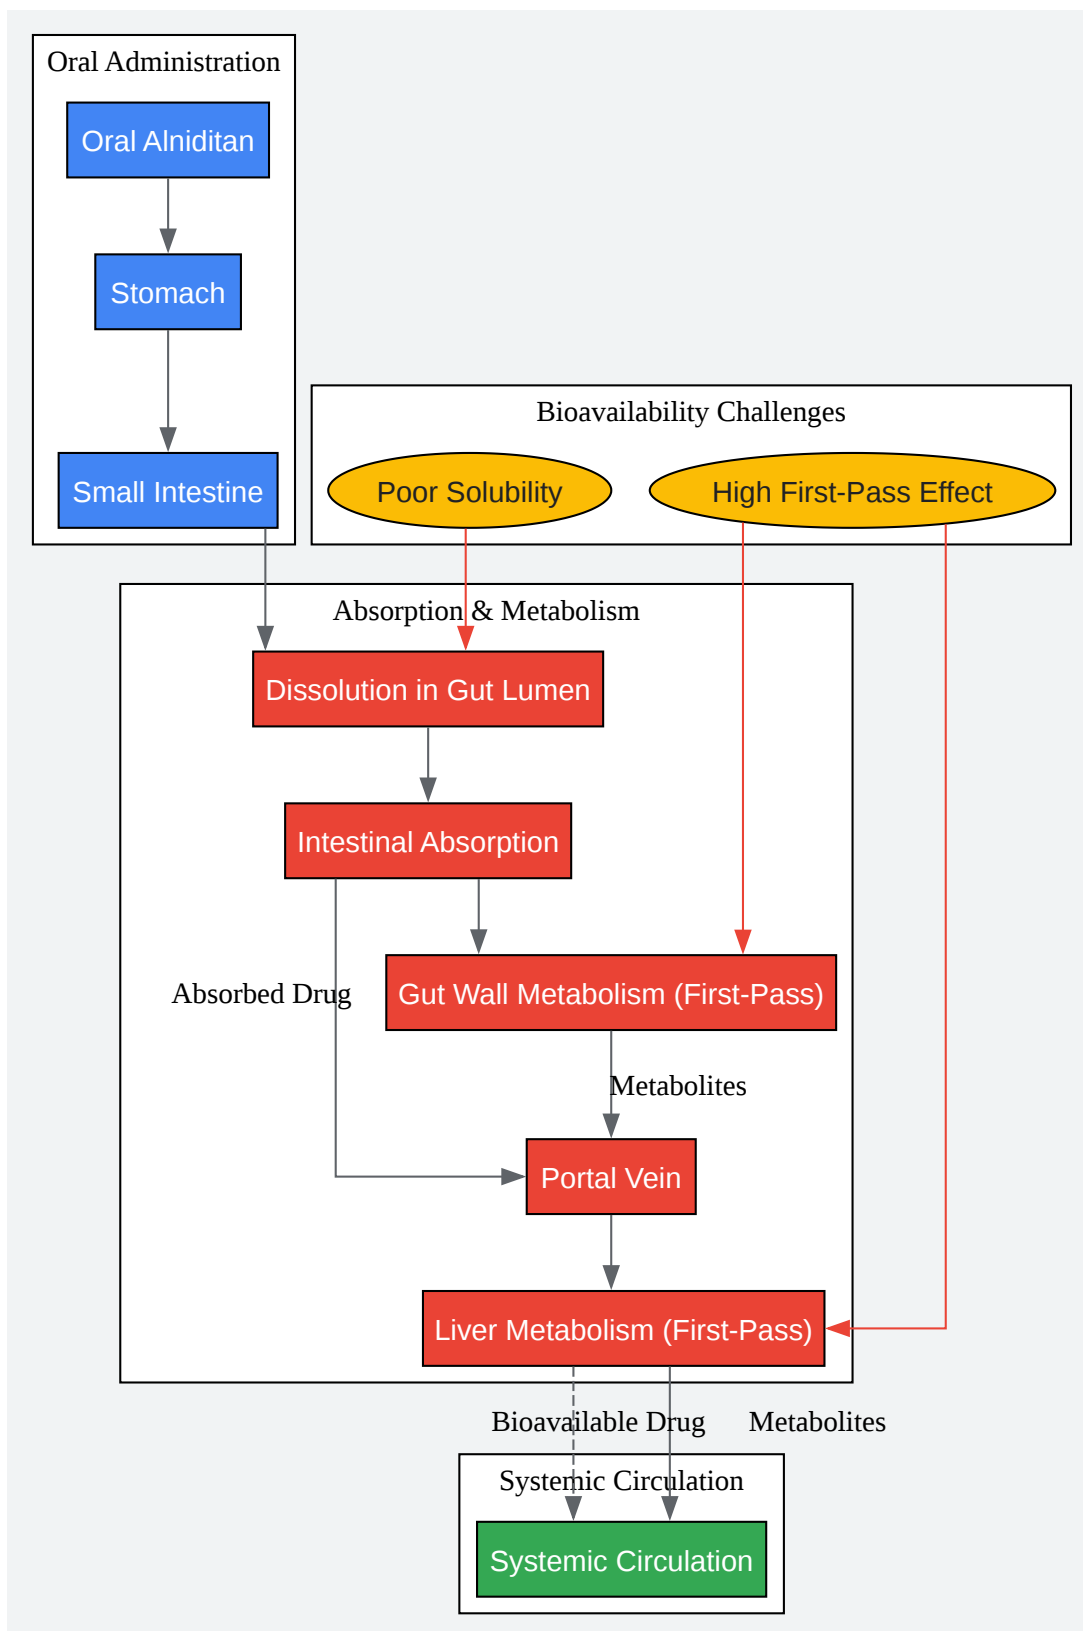 Oral Administration
Oral Alniditan
Stomach
Small Intestine
Bioavailability Challenges
Poor Solubility
High First-Pass Effect
Absorption & Metabolism
Dissolution in Gut Lumen
Intestinal Absorption
Absorbed Drug
Gut Wall Metabolism (First-Pass)
Metabolites
Portal Vein
Liver Metabolism (First-Pass)
Bioavailable Drug
Metabolites
Systemic Circulation
Systemic Circulation